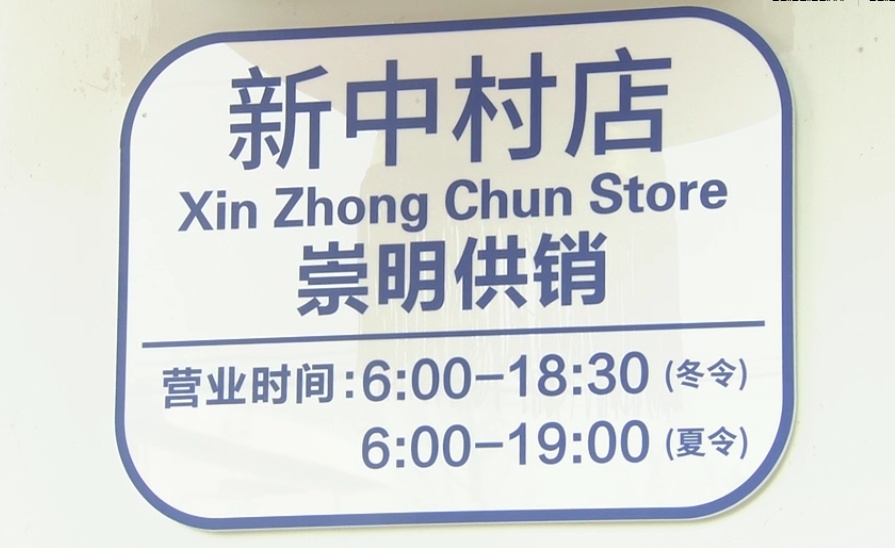 新中村店
Xin Zhong Chun Store
崇明供销
营业时间:6:00-18:30 (冬令)
6:00-19:00 (夏令)